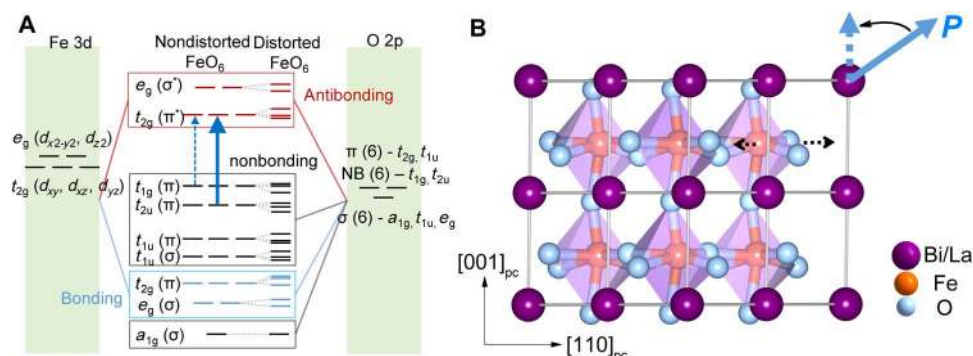 A
Fe 3d
Nondistorted
FeO6
Distorted
FeO6
O 2p
eg (σ*)
t2g (π*)
Antibonding
eg (dx2-y2, dz2)
t2g (dxy, dxz, dyz)
nonbonding
t1g (π)
t2u (π)
t1u (π)
t1u (σ)
π (6) - t2g, t1u
NB (6) – t1g, t2u
σ (6) - a1g, t1u, eg
Bonding
t2g (π)
eg (σ)
a1g (σ)
B
P
[001]pc
[110]pc
Bi/La
Fe
O